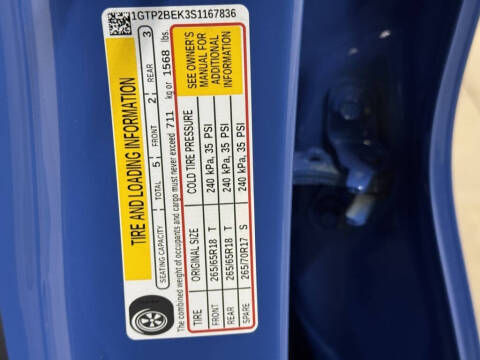 1GTP2BEK3S1167836
TIRE AND LOADING INFORMATION
SEATING CAPACITY TOTAL 5 FRONT 2 REAR 3
The combined weight of occupants and cargo must never exceed 711 kg or 1568 lbs.
TIRE ORIGINAL SIZE COLD TIRE PRESSURE
FRONT 265/65R18 T 240 kPa, 35 PSI
REAR 265/65R18 T 240 kPa, 35 PSI
SPARE 265/70R17 S 240 kPa, 35 PSI
SEE OWNER'S
MANUAL FOR
ADDITIONAL
INFORMATION